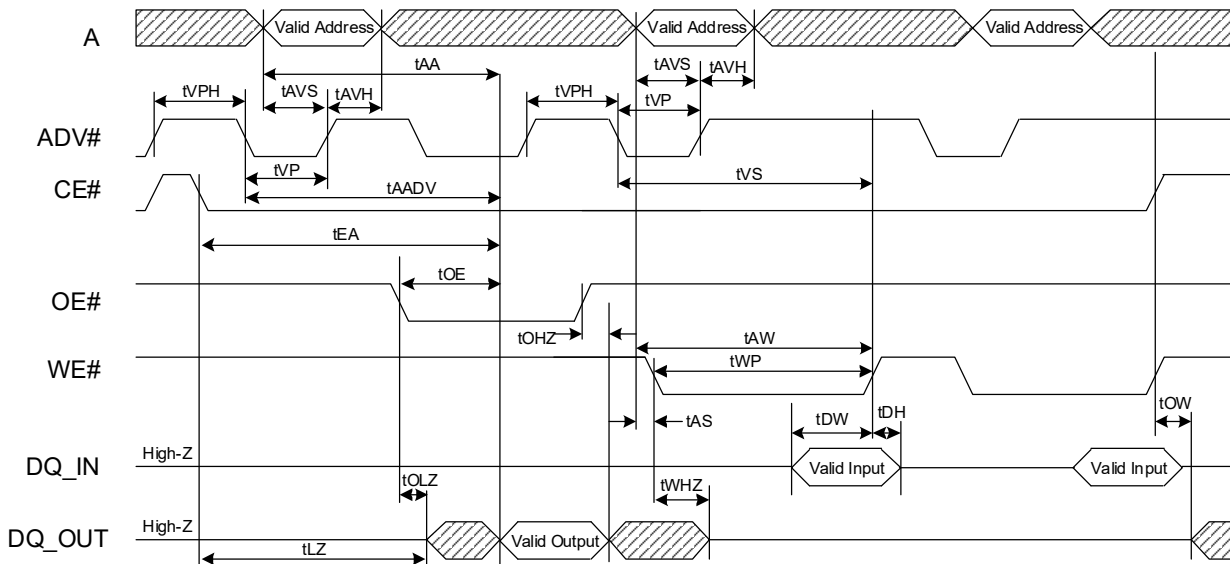 A
Valid Address
Valid Address
Valid Address
tAA
tAVS
tAVH
tVPH
tAVS
tAVH
tVPH
tVP
ADV#
tVP
tVS
CE#
tAADV
tEA
tOE
OE#
tOHZ
tAW
WE#
tWP
tAS
tDW
tDH
tOW
DQ_IN
High-Z
Valid Input
Valid Input
tOLZ
tWHZ
DQ_OUT
High-Z
Valid Output
tLZ